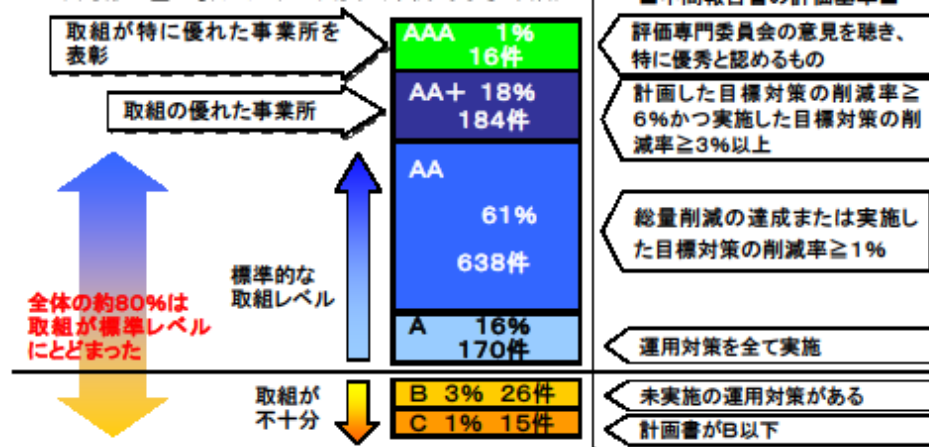 取組が特に優れた事業所を
表彰
AAA 1%
16件
評価専門委員会の意見を聴き、
特に優秀と認めるもの
取組の優れた事業所
AA+ 18%
184件
計画した目標対策の削減率≧
6%かつ実施した目標対策の削
減率≧3%以上
AA
61%
638件
総量削減の達成または実施し
た目標対策の削減率≧1%
標準的な
取組レベル
全体の約80%は
取組が標準レベル
にとどまった
A 16%
170件
運用対策を全て実施
取組が
不十分
B 3% 26件
未実施の運用対策がある
C 1% 15件
計画書がB以下